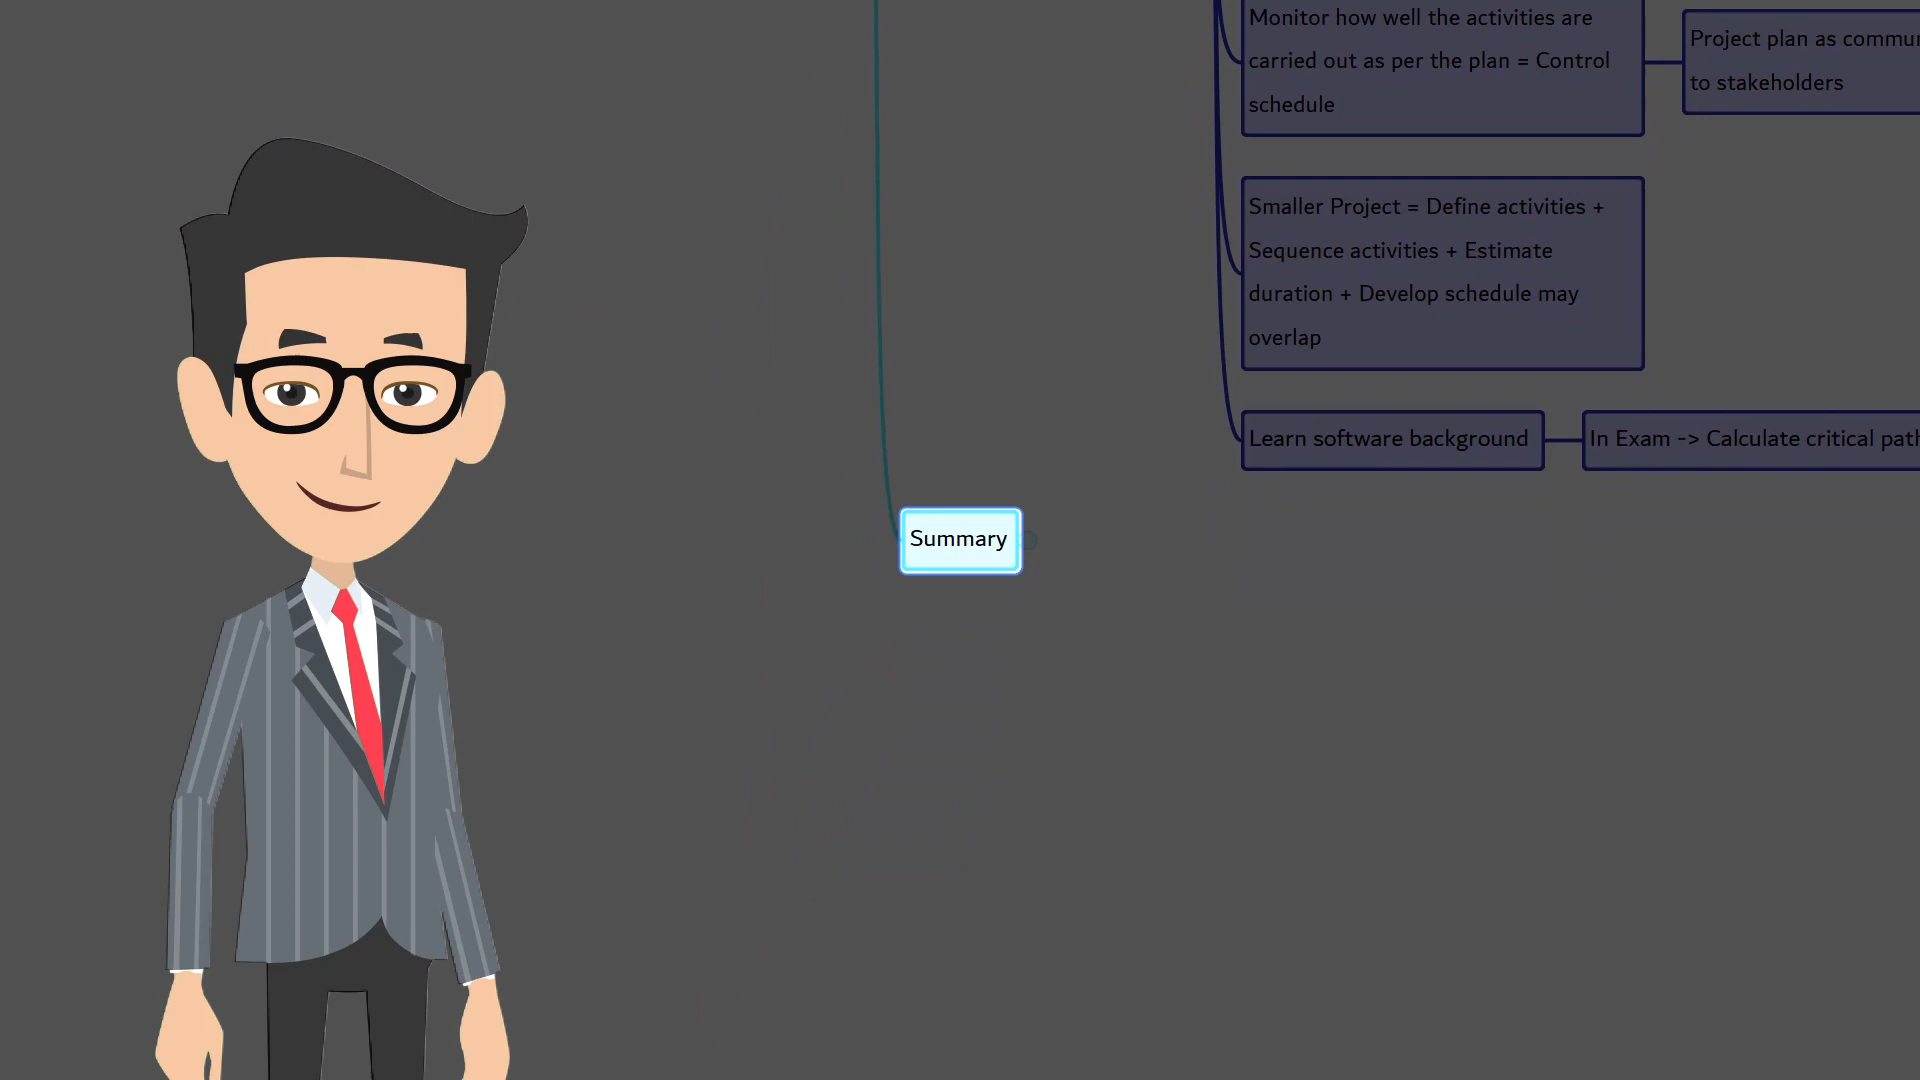 Monitor how well the activities are
carried out as per the plan = Control
schedule
Project plan as
to stakeholders
Smaller Project = Define activities +
Sequence activities + Estimate
duration + Develop schedule may
overlap
Learn software background
In Exam -> Calculate critical path
Summary